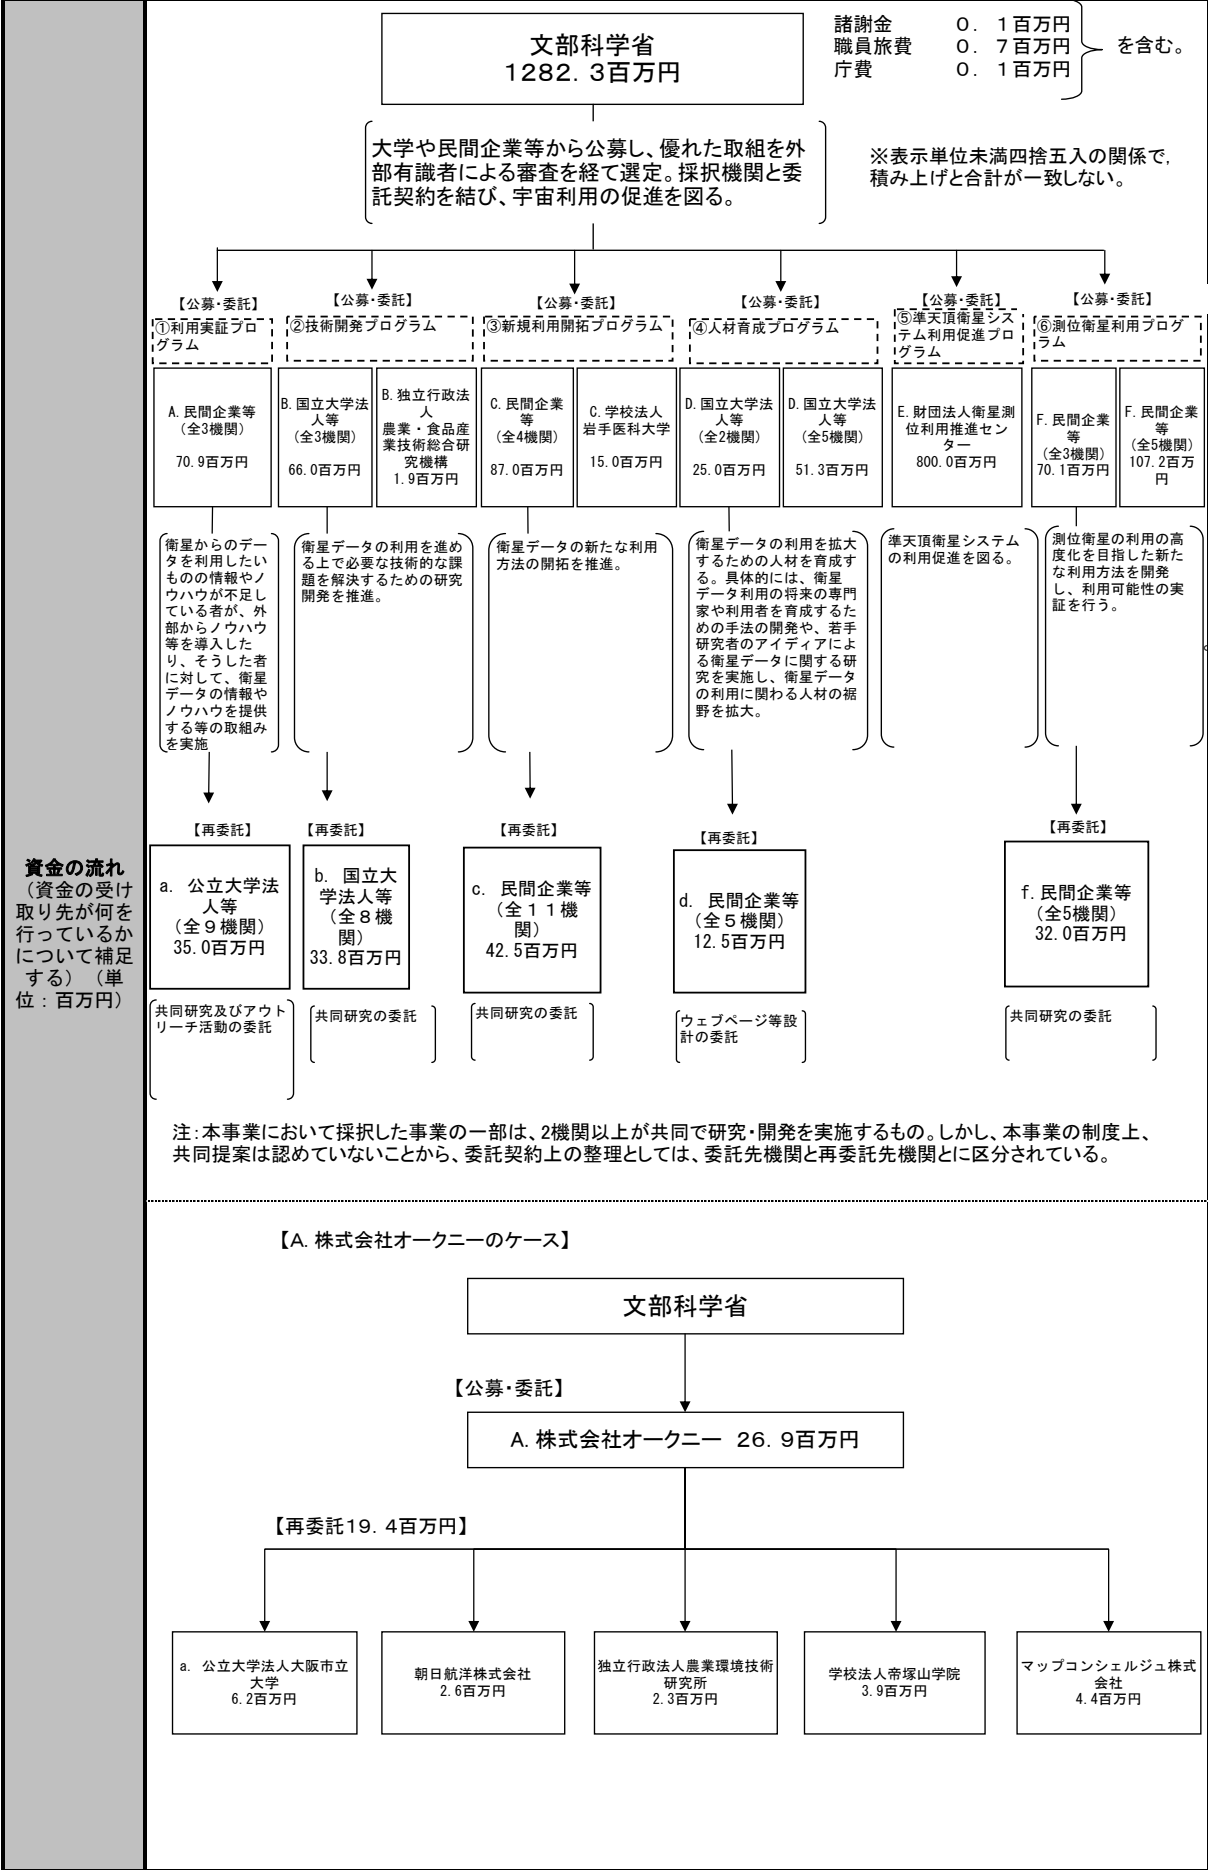 文部科学省
１２８２．３百万円
諸謝金　０．１百万円
職員旅費　０．７百万円
庁費　０．１百万円
を含む。
大学や民間企業等から公募し、優れた取組を外
部有識者による審査を経て選定。採択機関と委
託契約を結び、宇宙利用の促進を図る。
※表示単位未満四捨五入の関係で、
積み上げと合計が一致しない。
【公募・委託】
①利用実証プロ
グラム
A.民間企業等
(全3機関)
70.9百万円
衛星からのデー
タを利用したい
ものの情報やノ
ウハウが不足し
ている者が、外
部からノウハウ
等を導入した
り、そうした者
に対して、衛星
データの情報や
ノウハウを提供
する等の取組み
を実施
【公募・委託】
②技術開発プログラム
B.国立大学法
人等
(全3機関)
66.0百万円
B.独立行政法
人
農業・食品産
業技術総合研
究機構
1.9百万円
衛星データの利用を進め
る上で必要な技術的な課
題を解決するための研究
開発を推進。
【公募・委託】
③新規利用開拓プログラム
C.民間企業
等
(全4機関)
87.0百万円
C.学校法人
岩手医科大学
15.0百万円
衛星データの新たな利用
方法の開拓を推進。
【公募・委託】
④人材育成プログラム
D.国立大学法
人等
(全2機関)
25.0百万円
D.国立大学法
人等
(全5機関)
51.3百万円
衛星データの利用を拡大
するための人材を育成す
る。具体的には、衛星
データ利用の将来の専門
家や利用者を育成するた
めの手法の開発や、若手
研究者のアイディアによ
る衛星データに関する研
究を実施し、衛星データ
の利用に関わる人材の裾
野を拡大。
【公募・委託】
⑤準天頂衛星シス
テム利用促進プロ
グラム
E.財団法人衛星測
位利用推進セン
ター
800.0百万円
準天頂衛星システム
の利用促進を図る。
【公募・委託】
⑥測位衛星利用プログ
ラム
F.民間企業
等
(全3機関)
70.1百万円
F.民間企業
等
(全5機関)
107.2百万
円
測位衛星の利用の高
度化を目指した新た
な利用方法を開発
し、利用可能性の実
証を行う。
。
【再委託】
a. 公立大学法
人等
(全９機関)
35.0百万円
共同研究及びアウト
リーチ活動の委託
【再委託】
b. 国立大
学法人等
(全８機
関)
33.8百万円
共同研究の委託
【再委託】
c. 民間企業等
(全１１機
関)
42.5百万円
共同研究の委託
【再委託】
d. 民間企業等
(全５機関)
12.5百万円
ウェブページ等設
計の委託
【再委託】
f.民間企業等
(全5機関)
32.0百万円
共同研究の委託
資金の流れ
（資金の受け
取り先が何を
行っているか
について補足
する）（単
位：百万円）
注：本事業において採択した事業の一部は、2機関以上が共同で研究・開発を実施するもの。しかし、本事業の制度上、
共同提案は認めていないことから、委託契約上の整理としては、委託先機関と再委託先機関とに区分されている。
【A.株式会社オークニーのケース】
文部科学省
【公募・委託】
A.株式会社オークニー　２６．９百万円
【再委託１９．４百万円】
a. 公立大学法人大阪市立
大学
6.2百万円
朝日航洋株式会社
2.6百万円
独立行政法人農業環境技術
研究所
2.3百万円
学校法人帝塚山学院
3.9百万円
マップコンシェルジュ株式
会社
4.4百万円